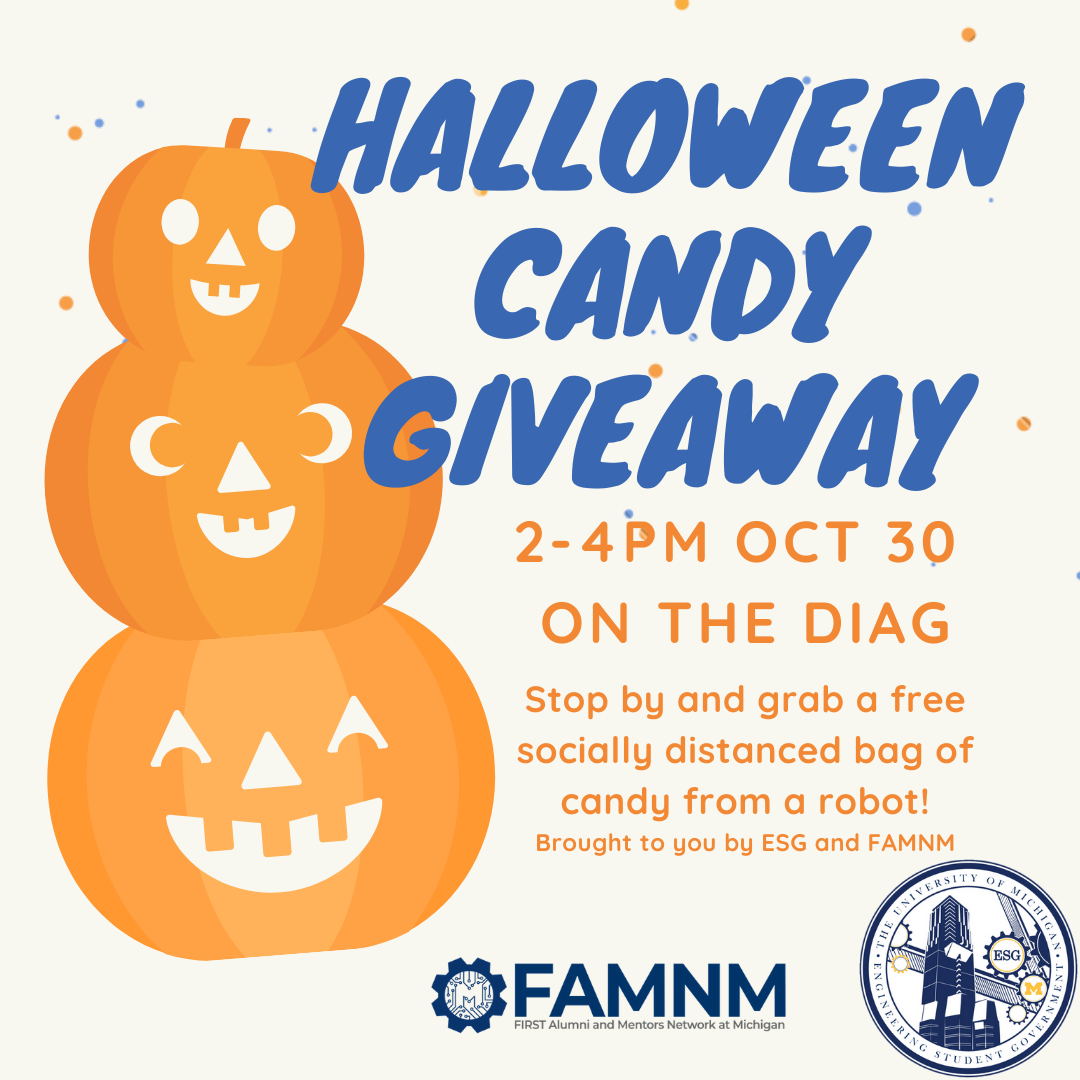 HALLOWEEN
CANDY
GIVEAWAY
2-4PM OCT 30
ON THE DIAG
Stop by and grab a free
socially distanced bag of
candy from a robot!
Brought to you by ESG and FAMNM
FAMNM
FIRST Alumni and Mentors Network at Michigan
• THE UNIVERSITY OF MICHIGAN •
ENGINEERING STUDENT GOVERNMENT
ESG
M